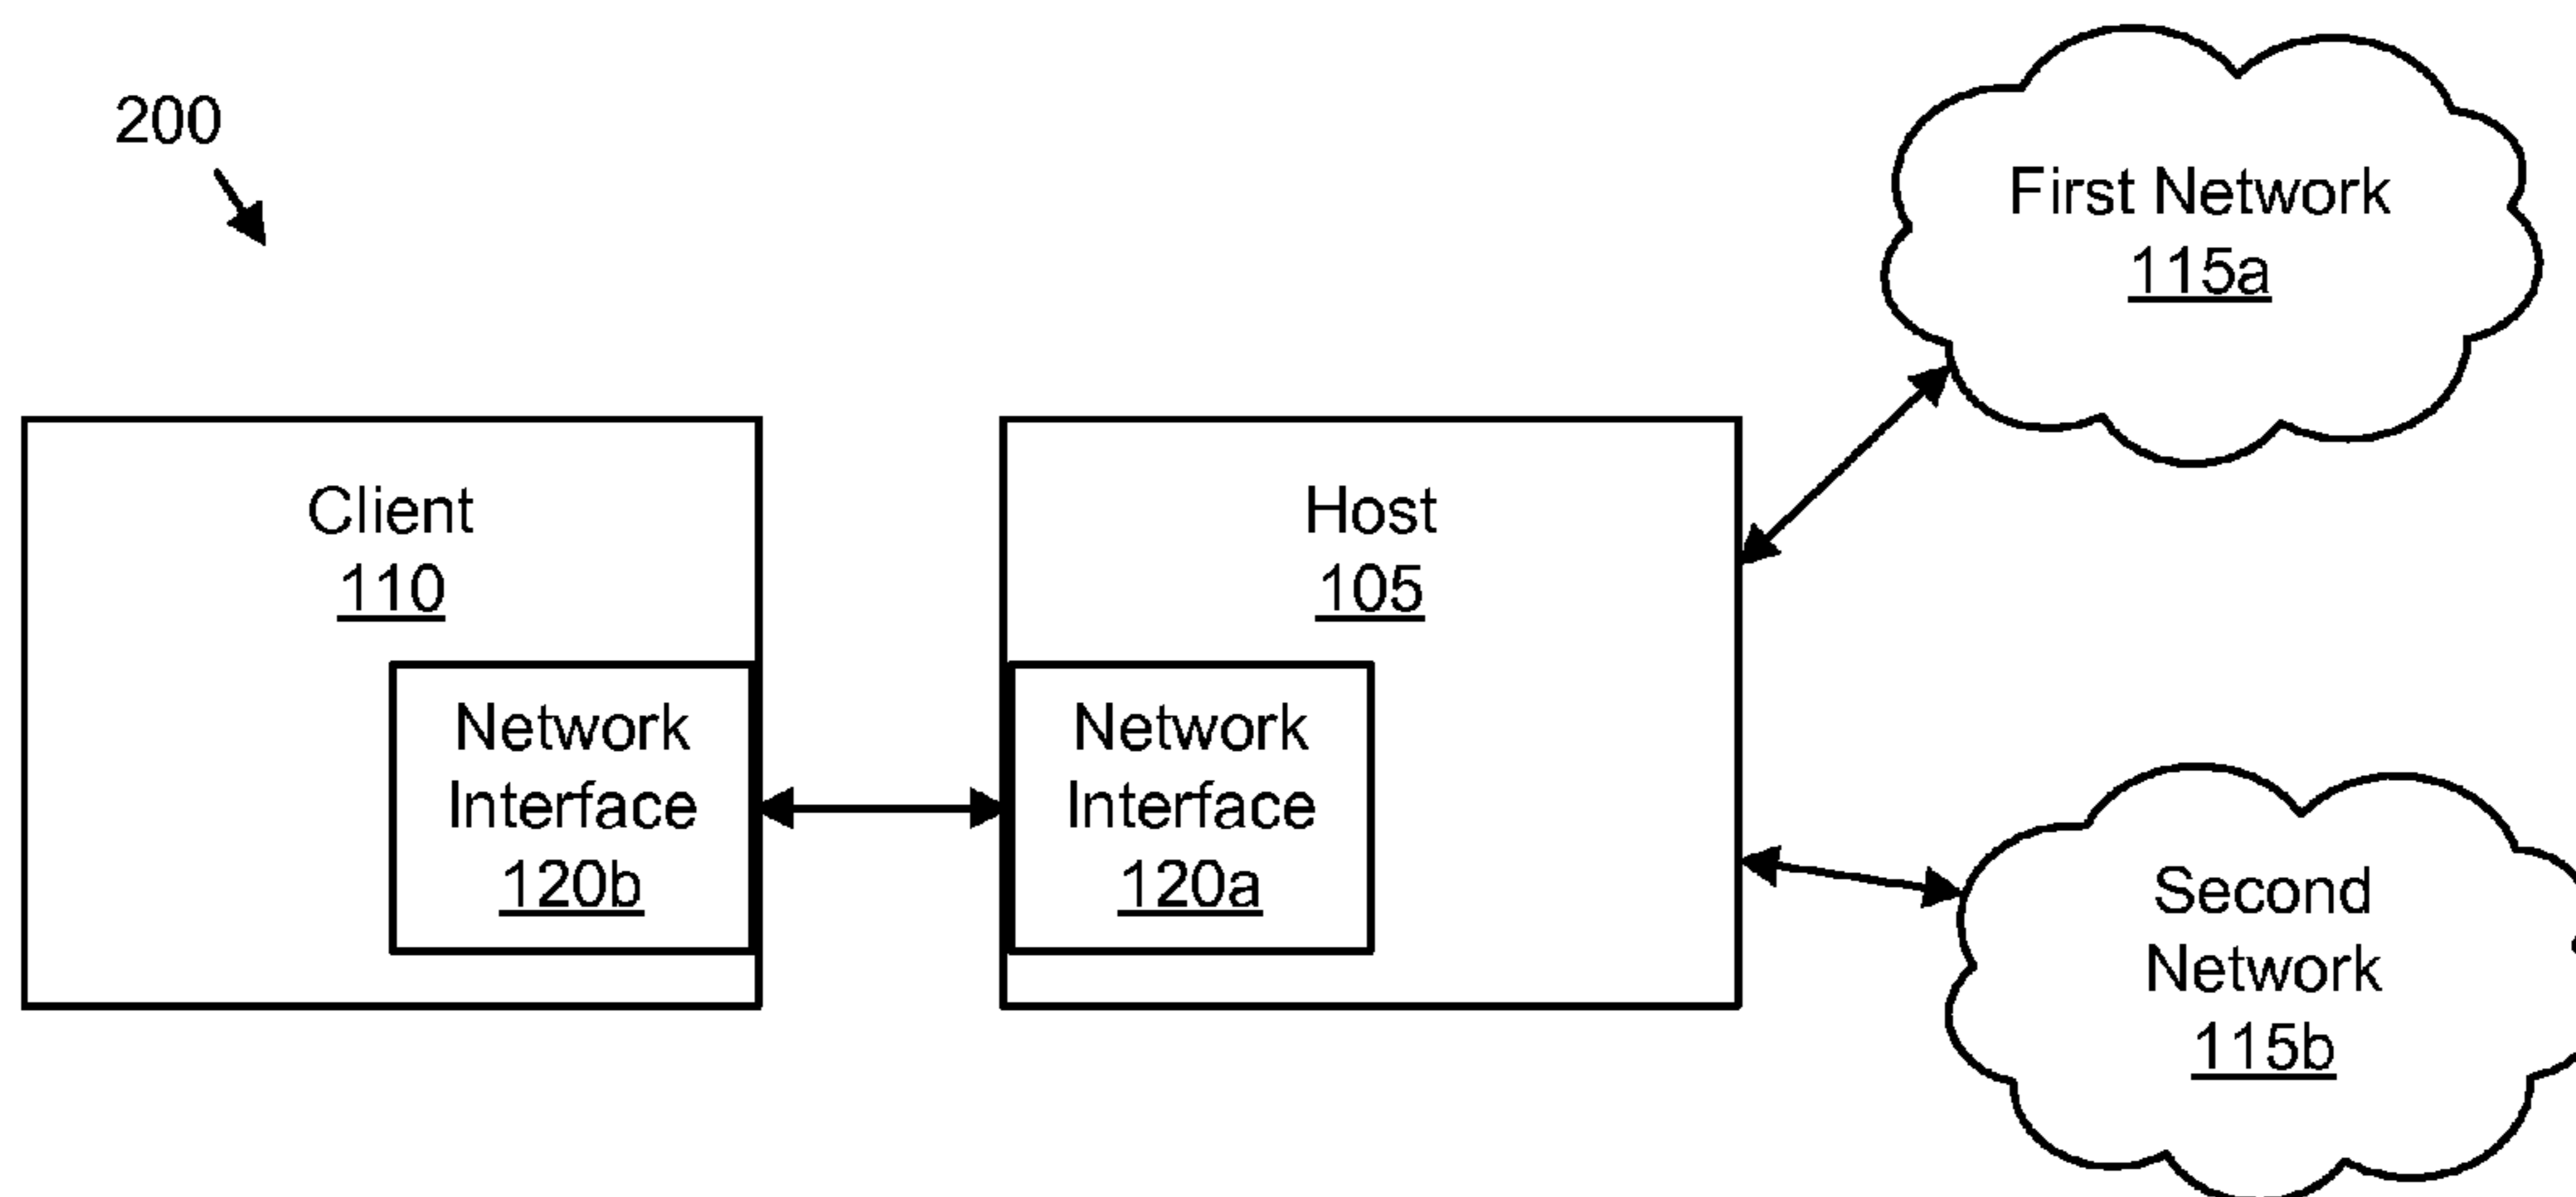 200
First Network
115a
Client
110
Host
105
Network
Interface
120b
Network
Interface
120a
Second
Network
115b